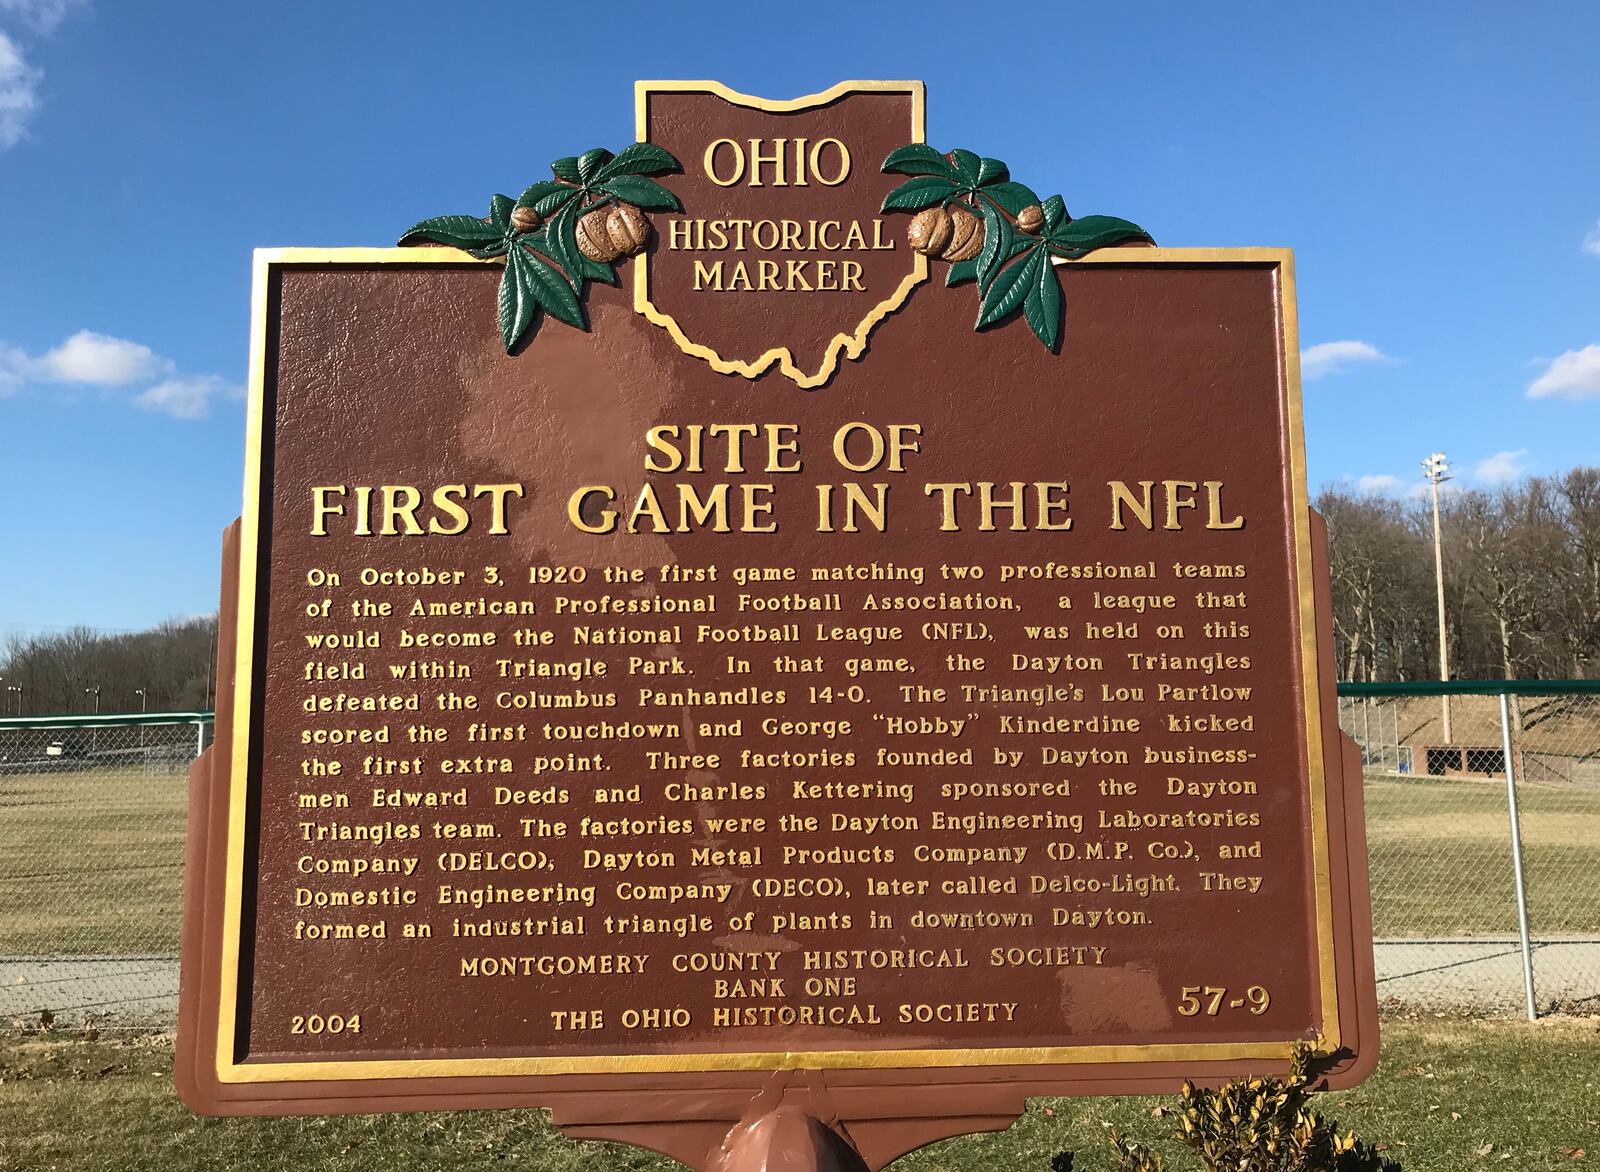 OHIO
HISTORICAL
MARKER
SITE OF
FIRST GAME IN THE NFL
On October 3, 1920 the first game matching two professional teams
of the American Professional Football Association, a league that
would become the National Football League (NFL), was held on this
field within Triangle Park. In that game, the Dayton Triangles
defeated the Columbus Panhandles 14-0. The Triangle's Lou Partlow
scored the first touchdown and George "Hobby" Kinderdine kicked
the first extra point. Three factories founded by Dayton business-
men Edward Deeds and Charles Kettering sponsored the Dayton
Triangles team. The factories were the Dayton Engineering Laboratories
Company (DELCO), Dayton Metal Products Company (D.M.P. Co.), and
Domestic Engineering Company (DECO), later called Delco-Light. They
formed an industrial triangle of plants in downtown Dayton.
MONTGOMERY COUNTY HISTORICAL SOCIETY
BANK ONE
THE OHIO HISTORICAL SOCIETY
2004
57-9